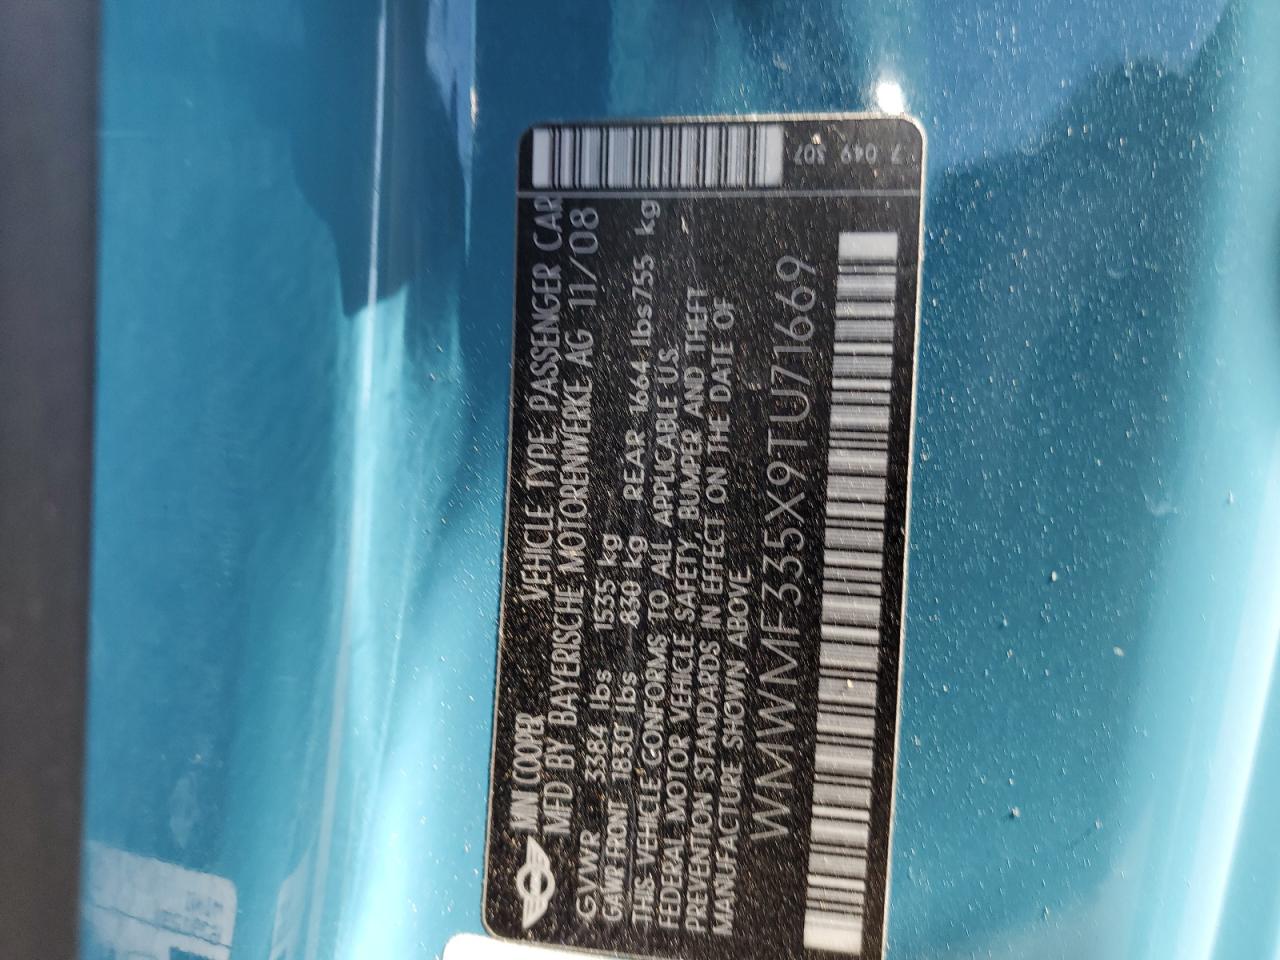 MINI COOPER VEHICLE TYPE: PASSENGER CAR
MFD BY BAYERISCHE MOTORENWERKE AG 11/08
GVWR 3384 lbs 1535 kg
GAWR FRONT 1830 lbs 830 kg REAR 1664 lbs755 kg
THIS VEHICLE CONFORMS TO ALL APPLICABLE U.S.
FEDERAL MOTOR VEHICLE SAFETY, BUMPER AND THEFT
PREVENTION STANDARDS IN EFFECT ON THE DATE OF
MANUFACTURE SHOWN ABOVE
WMWMF335X9TU71669
7 049 307